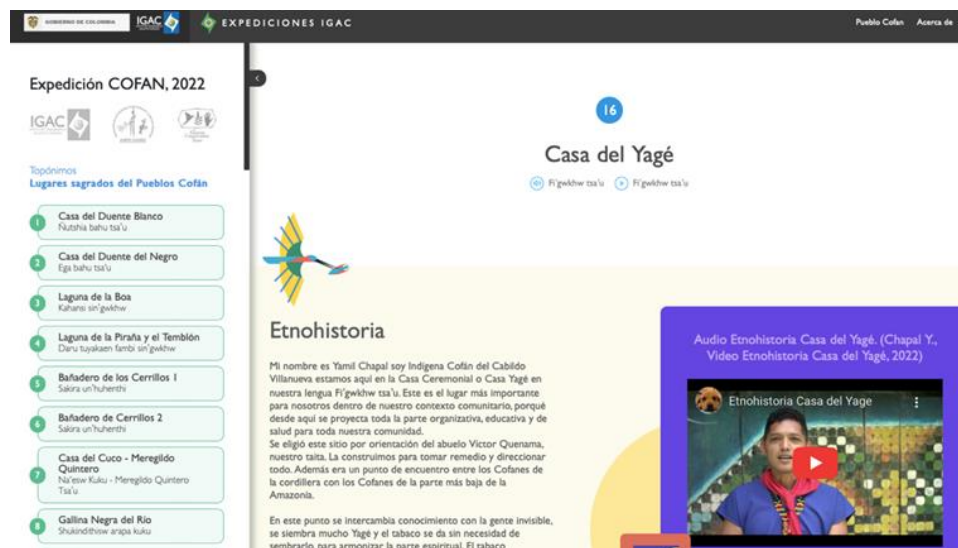 GOBIERNO DE COLOMBIA
IGAC
EXPEDICIONES IGAC
Pueblo Cofan Acerca de
Expedición COFAN, 2022
IGAC
Topónimos
Lugares sagrados del Pueblos Cofán
1
Casa del Duente Blanco
Ñutshia bahu tsa'u
2
Casa del Duente del Negro
Ega bahu tsa'u
3
Laguna de la Boa
Kahansi sin'gwkhw
4
Laguna de la Piraña y el Temblón
Daru tuyakaen fambi sin'gwkhw
5
Bañadero de los Cerrillos 1
Sakira un'huhenthi
6
Bañadero de Cerrillos 2
Sakira un'huhenthi
7
Casa del Cuco - Meregildo
Quintero
Na'esw Kuku - Meregildo Quintero
Tsa'u
8
Gallina Negra del Río
Shukindithisw arapa kuku
16
Casa del Yagé
Fi'gwkhw tsa'u Fi'gwkhw tsa'u
Etnohistoria
Mi nombre es Yamil Chapal soy Indígena Cofán del Cabildo
Villanueva estamos aquí en la Casa Ceremonial o Casa Yagé en
nuestra lengua Fi'gwkhw tsa'u. Este es el lugar más importante
para nosotros dentro de nuestro contexto comunitario, porqué
desde aquí se proyecta toda la parte organizativa, educativa y de
salud para toda nuestra comunidad.
Se eligió este sitio por orientación del abuelo Victor Quenama,
nuestro taita. La construimos para tomar remedio y direccionar
todo. Además era un punto de encuentro entre los Cofanes de
la cordillera con los Cofanes de la parte más baja de la
Amazonía.
En este punto se intercambia conocimiento con la gente invisible,
se siembra mucho Yagé y el tabaco se da sin necesidad de
sembrarlo para armonizar la parte espiritual. El tabaco
Audio Etnohistoria Casa del Yagé. (Chapal Y.,
Video Etnohistoria Casa del Yagé, 2022)
Etnohistoria Casa del Yage